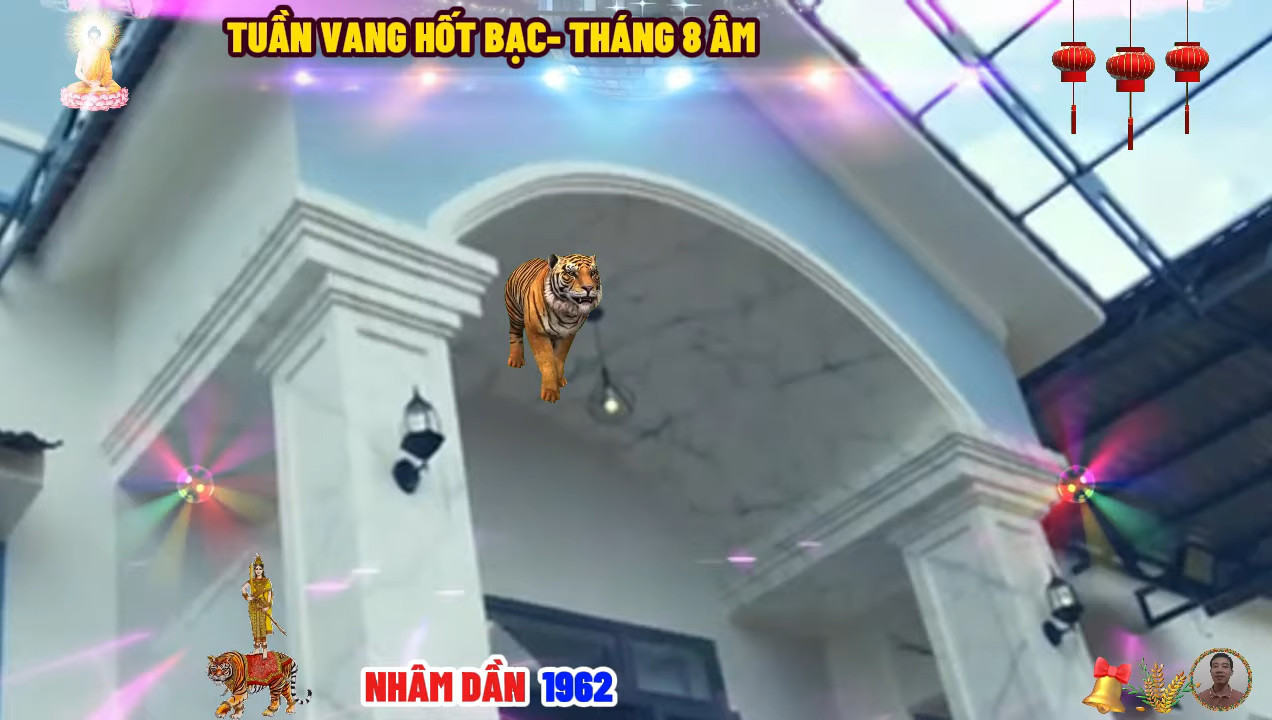 TUẦN VANG HỐT BẠC- THÁNG 8 ÂM
NHÂM DẦN 1962